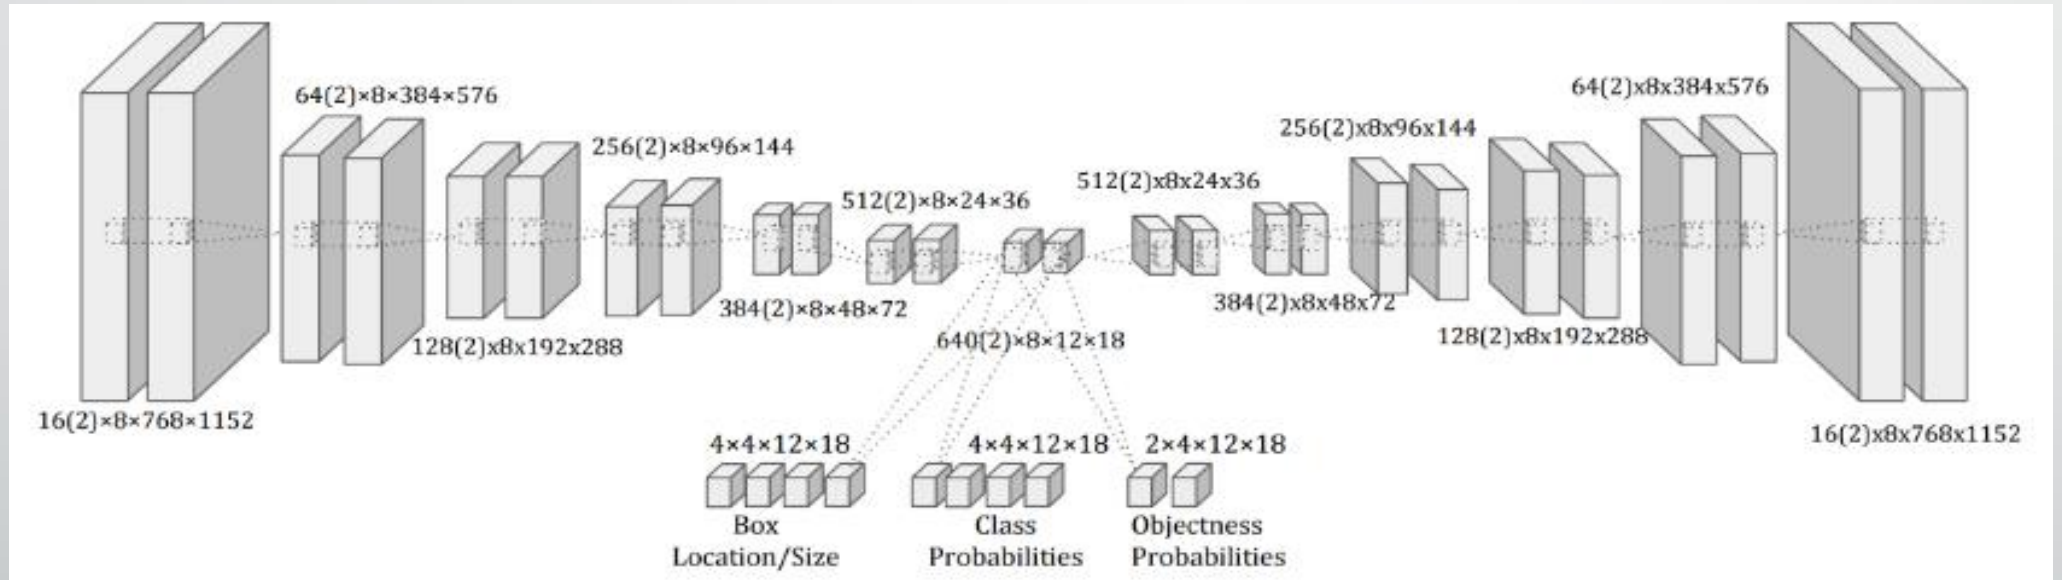 64(2)×8×384×576
256(2)×8×96×144
512(2)×8×24×36
16(2)×8×768×1152
128(2)x8x192x288
384(2)×8×48×72
640(2)×8×12×18
512(2)x8x24x36
256(2)x8x96x144
64(2)x8x384x576
384(2)x8x48x72
128(2)x8x192x288
16(2)x8x768x1152
4×4×12×18
Box
Location/Size
4×4×12×18
Class
Probabilities
2×4×12×18
Objectness
Probabilities